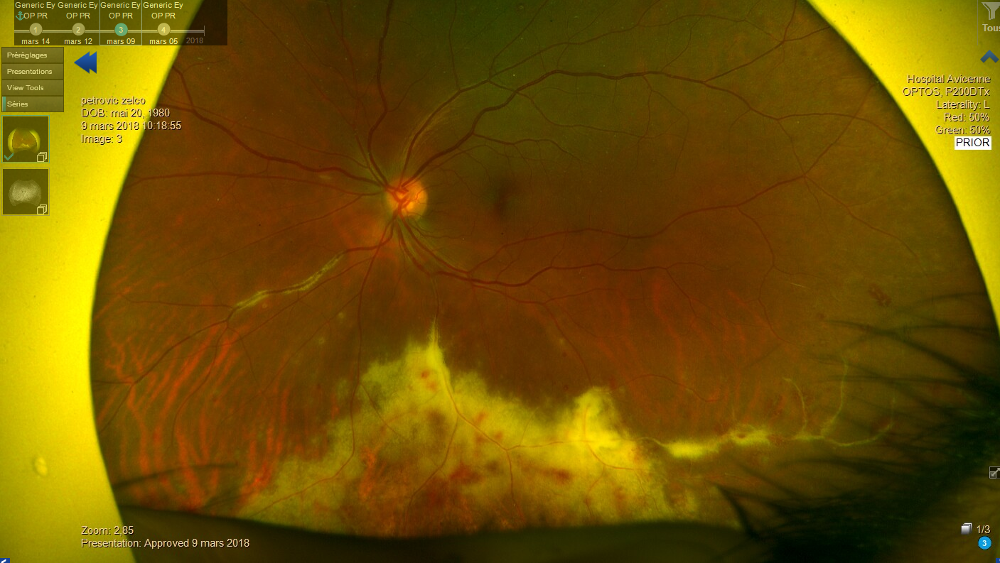 Generic Ey Generic Ey Generic Ey Generic Ey
OP PR OP PR OP PR OP PR
1 2 3 4
mars 14 mars 12 mars 09 mars 05 2018
Préréglages
Presentations
View Tools
Séries
petrovic zelco
DOB: mai 20, 1980
9 mars 2018 10:18:55
Image: 3
Tous
Hospital Avicenne
OPTOS, P200DTx
Laterality: L
Red: 50%
Green: 50%
PRIOR
Zoom: 2,85
Presentation: Approved 9 mars 2018
1/3
3